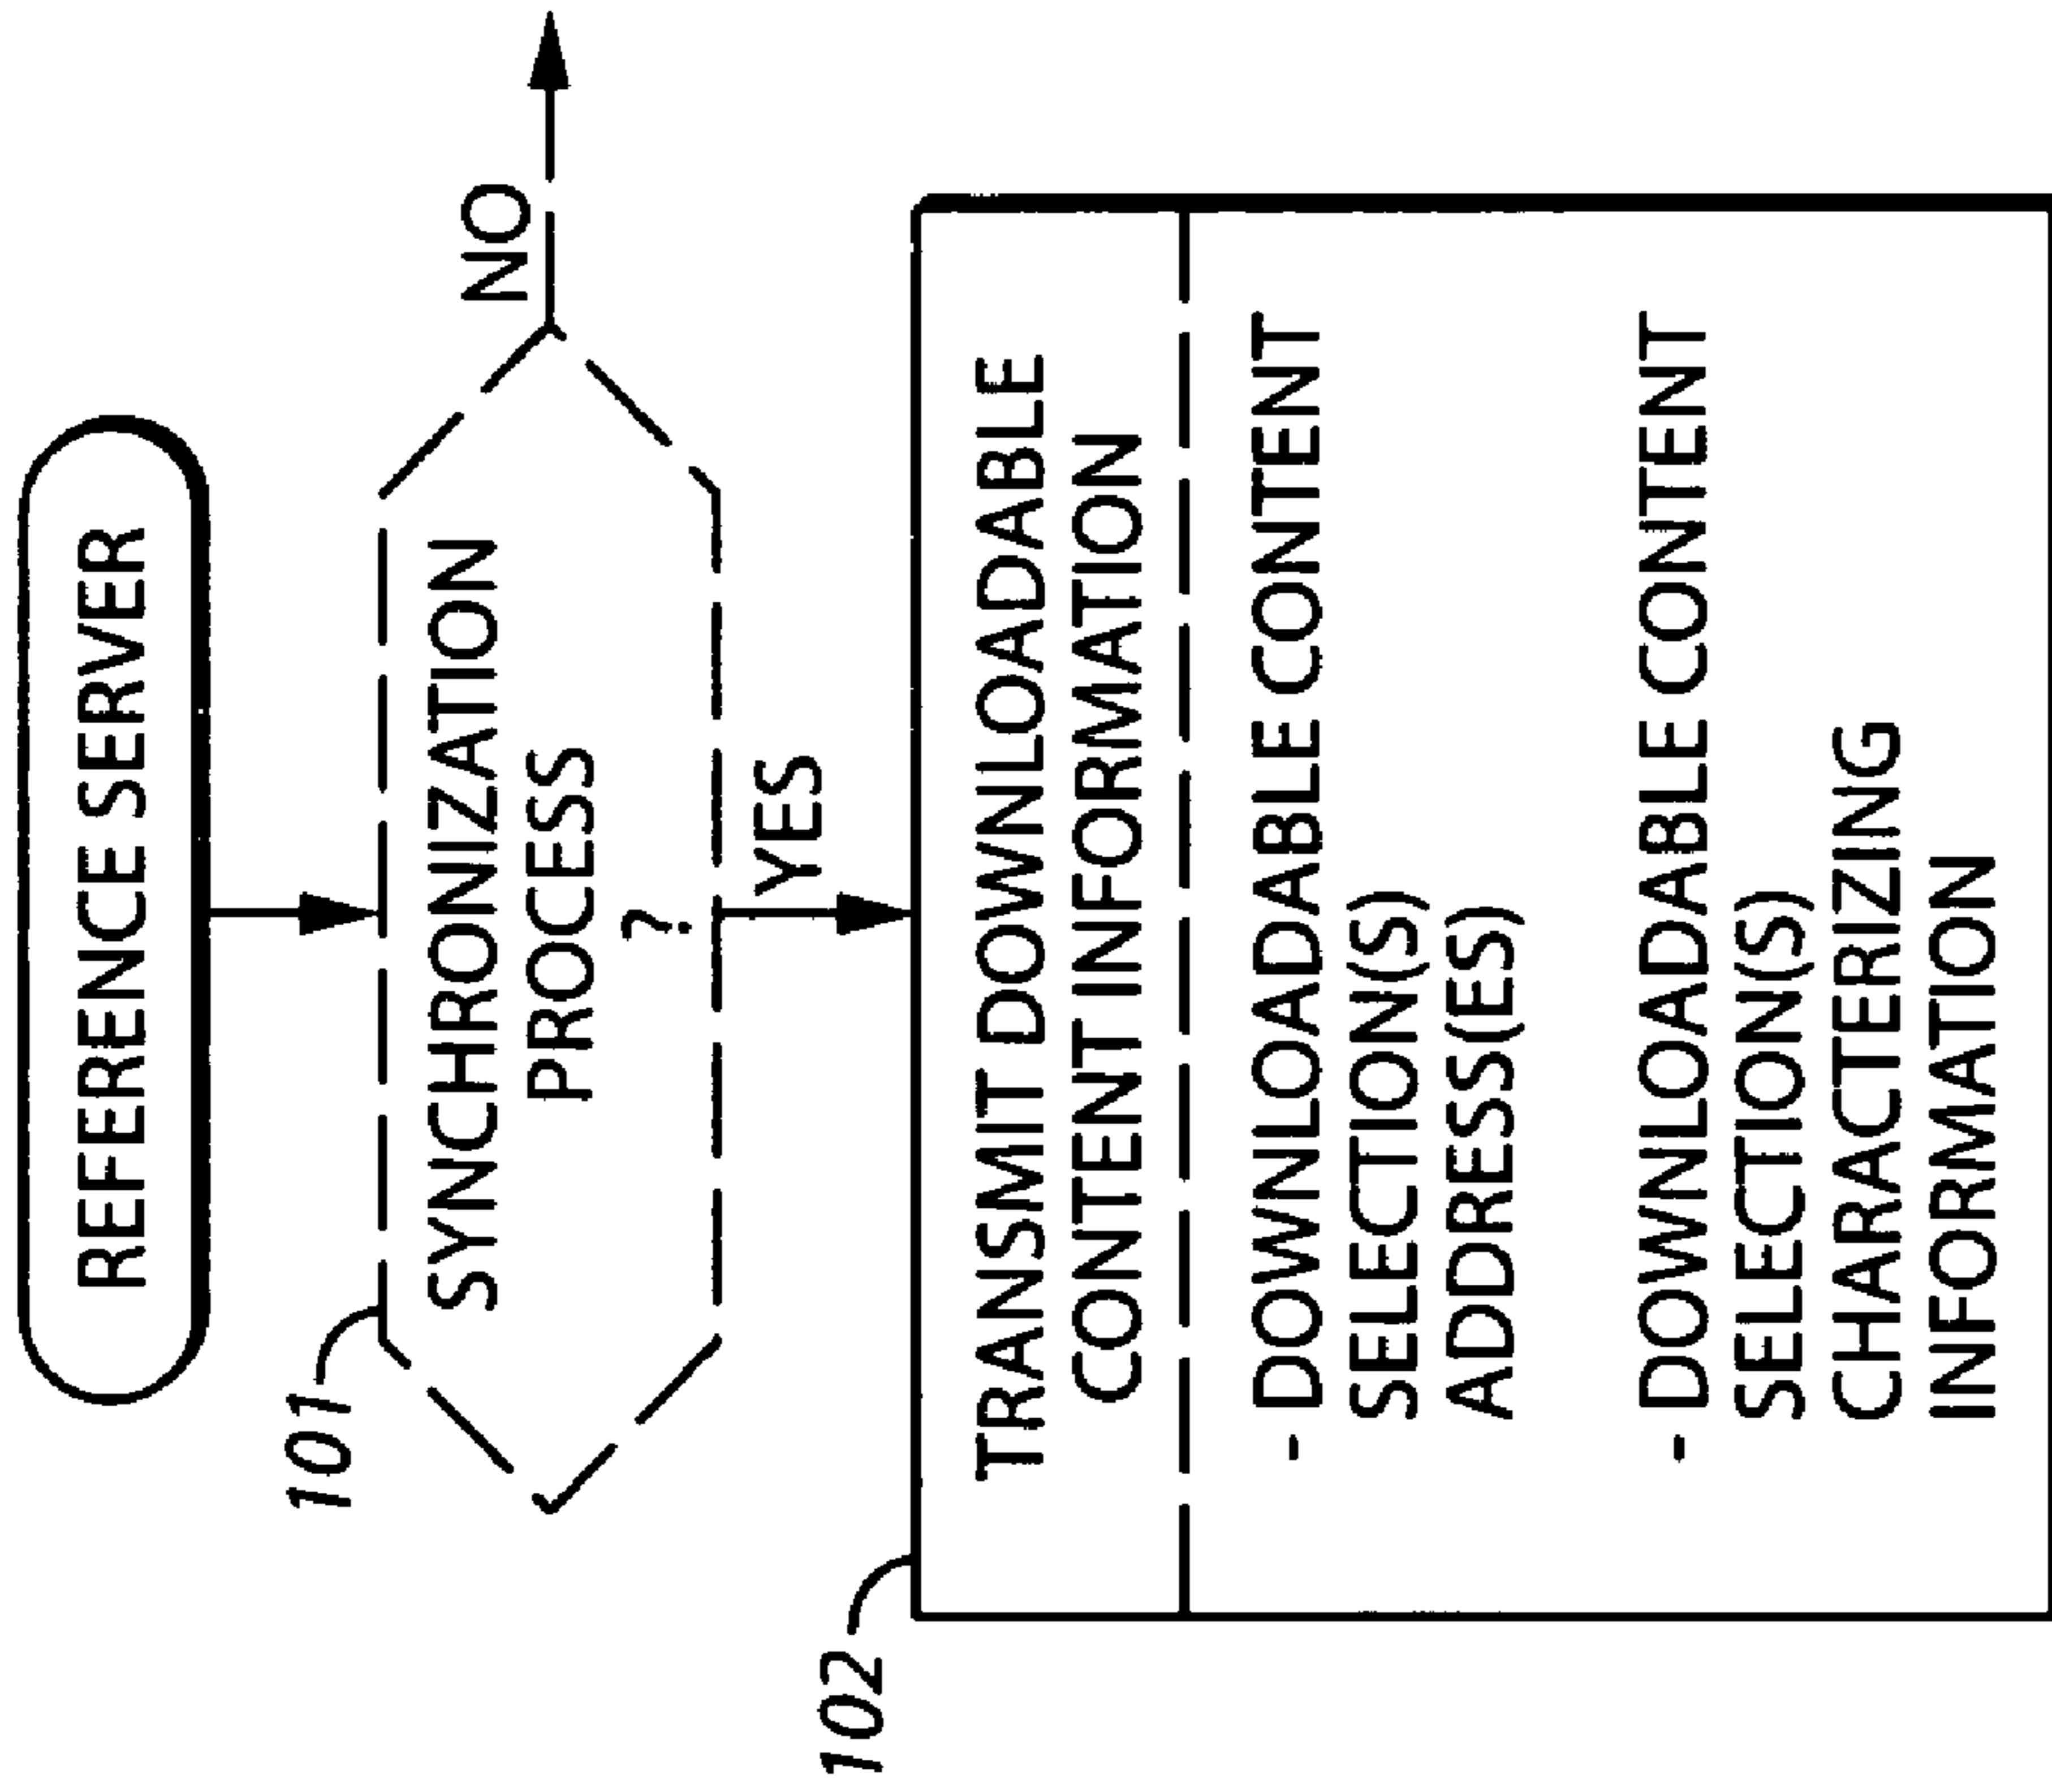 REFERENCE SERVER
101
SYNCHRONIZATION
PROCESS
?
NO
YES
102
TRANSMIT DOWNLOADABLE
CONTENT INFORMATION
- DOWNLOADABLE CONTENT
SELECTION(S)
ADDRESS(ES)
- DOWNLOADABLE CONTENT
SELECTION(S)
CHARACTERIZING
INFORMATION